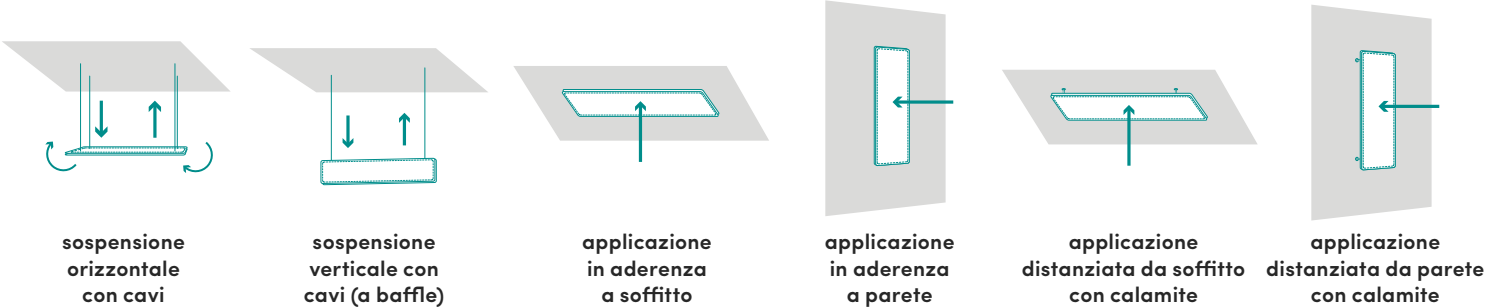 sospensione
orizzontale
con cavi
sospensione
verticale con
cavi (a baffle)
applicazione
in aderenza
a soffitto
applicazione
in aderenza
a parete
applicazione
distanziata da soffitto
con calamite
applicazione
distanziata da parete
con calamite